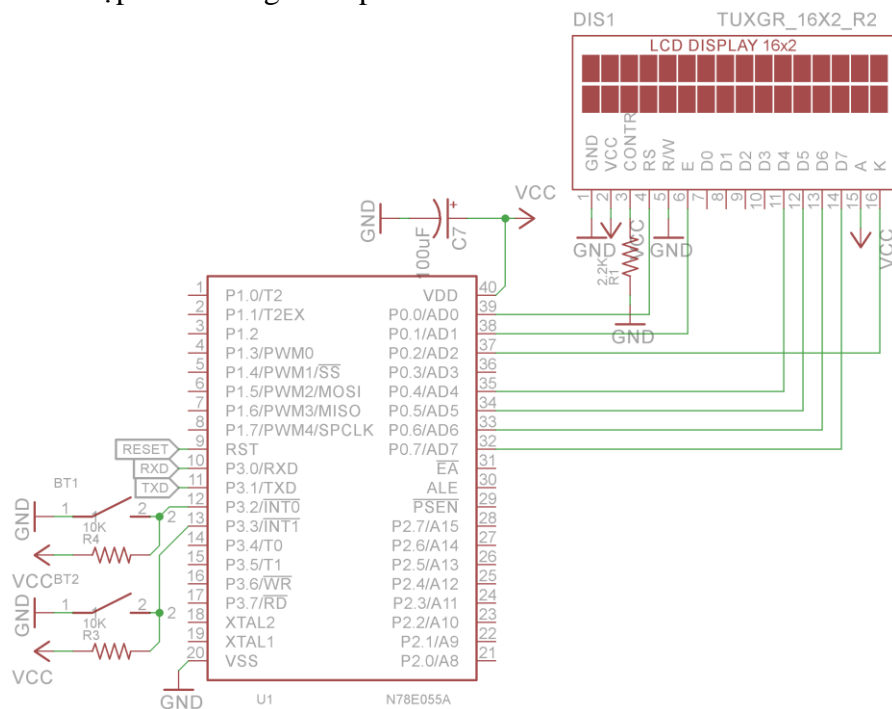 DIS1 TUXGR_16X2_R2
LCD DISPLAY 16x2
GND VCC CONTR RS R/W E D0 D1 D2 D3 D4 D5 D6 D7 A K
1 2 3 4 5 6 7 8 9 10 11 12 13 14 15 16
GND VCC GND VCC
2.2K
R1
GND
GND 100uF C7 + VCC
1 P1.0/T2 VDD 40
2 P1.1/T2EX P0.0/AD0 39
3 P1.2 P0.1/AD1 38
4 P1.3/PWM0 P0.2/AD2 37
5 P1.4/PWM1/SS P0.3/AD3 36
6 P1.5/PWM2/MOSI P0.4/AD4 35
7 P1.6/PWM3/MISO P0.5/AD5 34
8 P1.7/PWM4/SPCLK P0.6/AD6 33
RESET 9 RST P0.7/AD7 32
RXD 10 P3.0/RXD EA 31
TXD 11 P3.1/TXD ALE 30
12 P3.2/INT0 PSEN 29
13 P3.3/INT1 P2.7/A15 28
14 P3.4/T0 P2.6/A14 27
15 P3.5/T1 P2.5/A13 26
16 P3.6/WR P2.4/A12 25
17 P3.7/RD P2.3/A11 24
18 XTAL2 P2.2/A10 23
19 XTAL1 P2.1/A9 22
20 VSS P2.0/A8 21
BT1
GND 1 2 2
10K
R4
VCC
BT2
GND 1 2 2
10K
R3
VCC
GND
U1 N78E055A